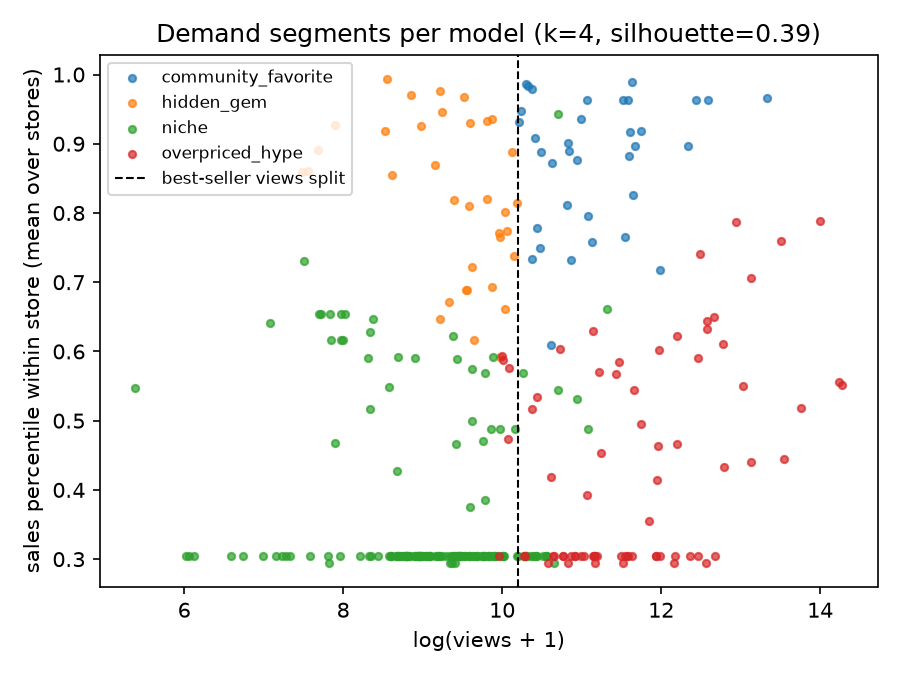 Demand segments per model (k=4, silhouette=0.39)
community_favorite
hidden_gem
niche
overpriced_hype
best-seller views split
sales percentile within store (mean over stores)
1.0
0.9
0.8
0.7
0.6
0.5
0.4
0.3
6
8
10
12
14
log(views + 1)